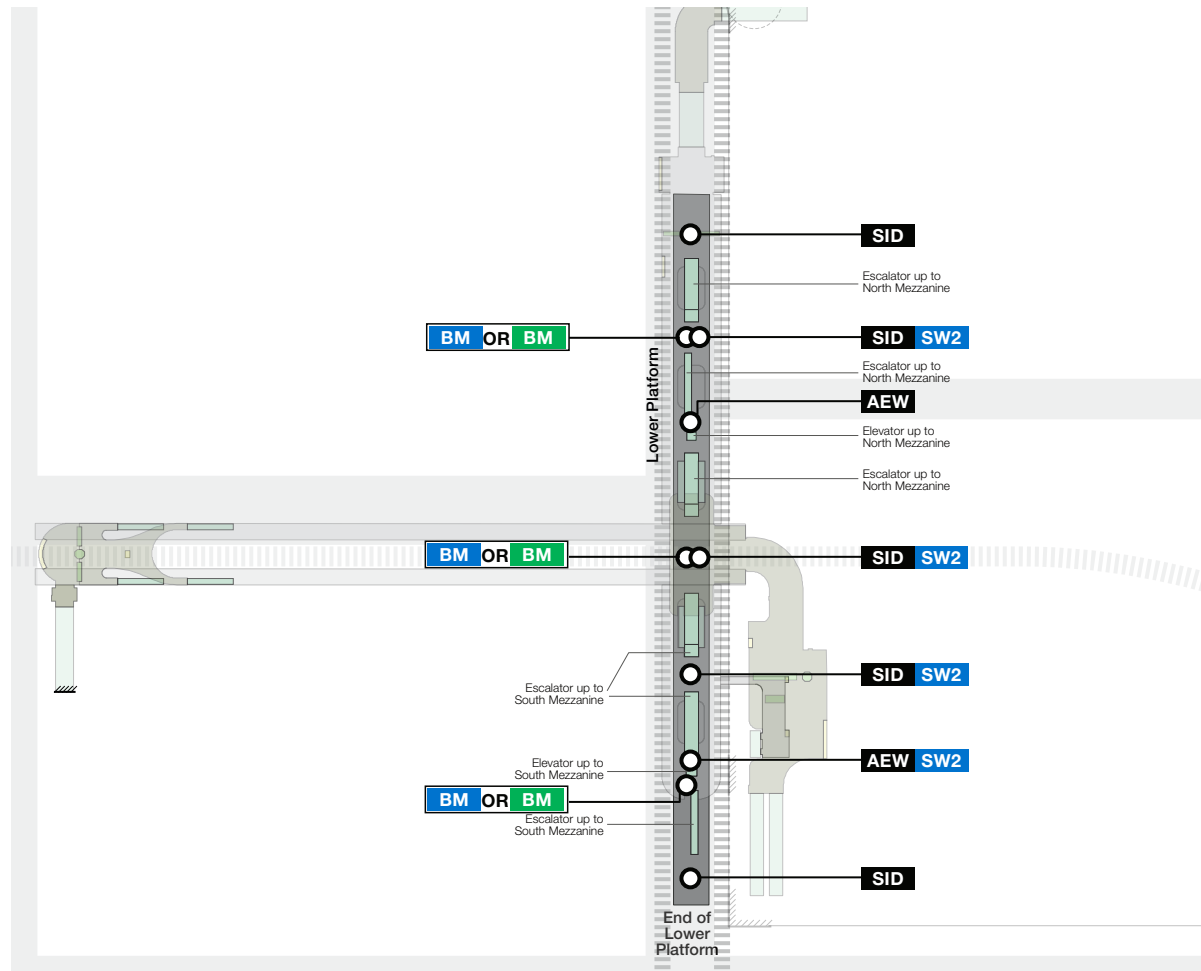 SID
Escalator up to
North Mezzanine
BM OR BM
SID SW2
Lower Platform
Escalator up to
North Mezzanine
AEW
Elevator up to
North Mezzanine
Escalator up to
North Mezzanine
BM OR BM
SID SW2
SID SW2
Escalator up to
South Mezzanine
Elevator up to
South Mezzanine
AEW SW2
BM OR BM
Escalator up to
South Mezzanine
SID
End of
Lower
Platform